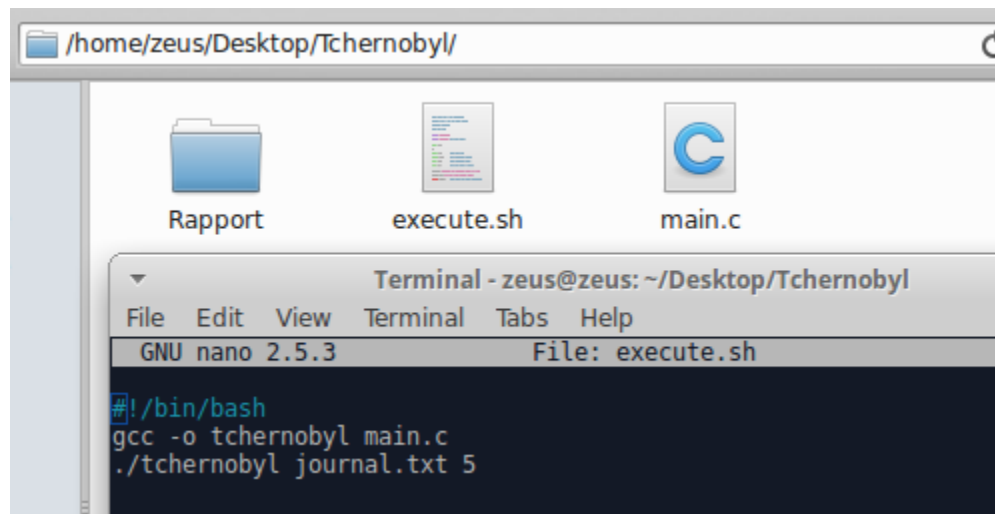 /home/zeus/Desktop/Tchernobyl/
Rapport
execute.sh
main.c
Terminal - zeus@zeus: ~/Desktop/Tchernobyl
File Edit View Terminal Tabs Help
GNU nano 2.5.3 File: execute.sh
#!/bin/bash
gcc -o tchernobyl main.c
./tchernobyl journal.txt 5